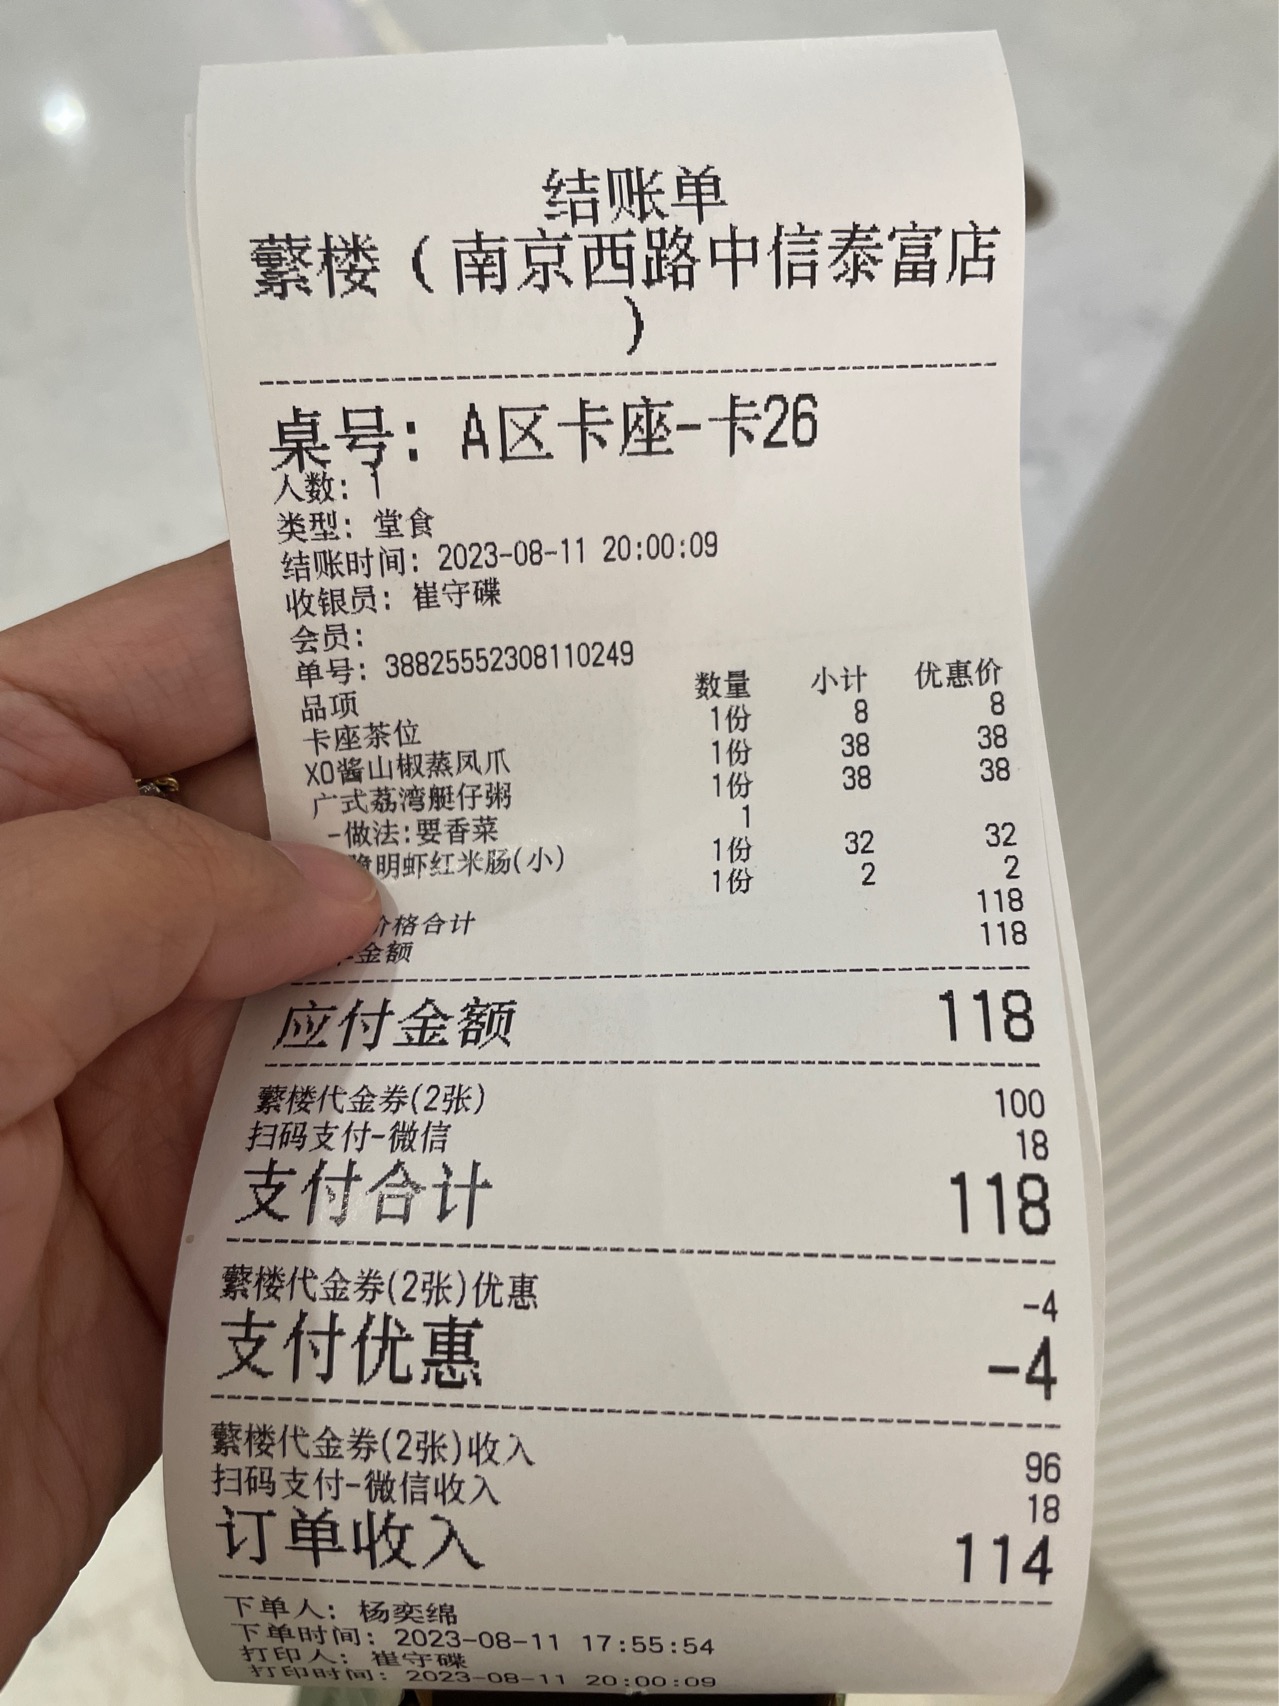 结账单
蘩楼（南京西路中信泰富店
）
桌号：A区卡座-卡26
人数：1
类型：堂食
结账时间：2023-08-11 20:00:09
收银员：崔守碟
会员：
单号：388255552308110249
品项 数量 小计 优惠价
卡座茶位 1份 8 8
XO酱山椒蒸凤爪 1份 38 38
广式荔湾艇仔粥 1份 38 38
-做法:要香菜 1
明虾红米肠(小) 1份 32 32
1份 2 2
价格合计 118
金额 118
应付金额 118
蘩楼代金券(2张) 100
扫码支付-微信 18
支付合计 118
蘩楼代金券(2张)优惠 -4
支付优惠 -4
蘩楼代金券(2张)收入 96
扫码支付-微信收入 18
订单收入 114
下单人：杨奕绵
下单时间：2023-08-11 17:55:54
打印人：崔守碟
打印时间：2023-08-11 20:00:09